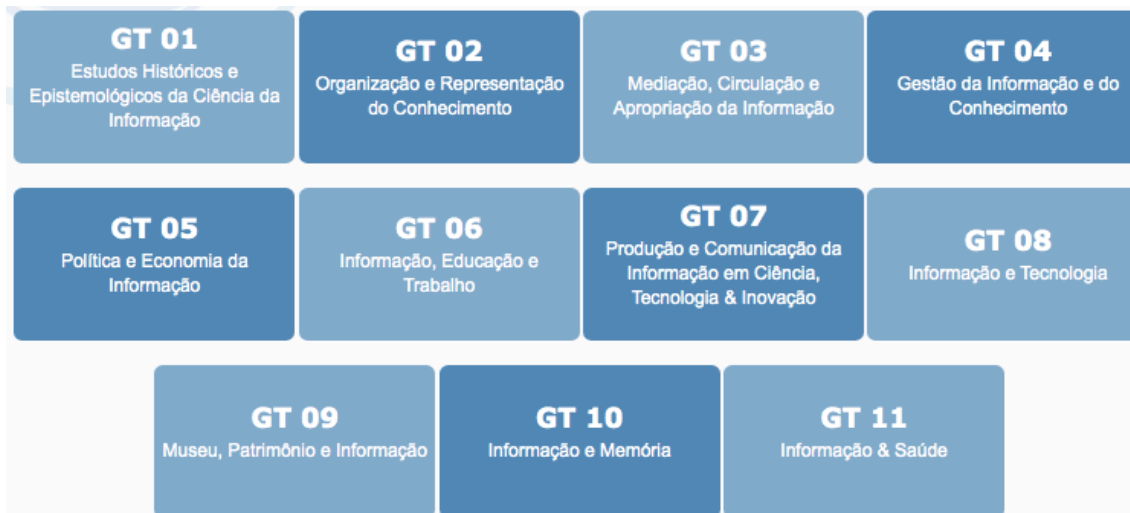 GT 01
Estudos Históricos e
Epistemológicos da Ciência da
Informação
GT 02
Organização e Representação
do Conhecimento
GT 03
Mediação, Circulação e
Apropriação da Informação
GT 04
Gestão da Informação e do
Conhecimento
GT 05
Política e Economia da
Informação
GT 06
Informação, Educação e
Trabalho
GT 07
Produção e Comunicação da
Informação em Ciência,
Tecnologia & Inovação
GT 08
Informação e Tecnologia
GT 09
Museu, Patrimônio e Informação
GT 10
Informação e Memória
GT 11
Informação & Saúde